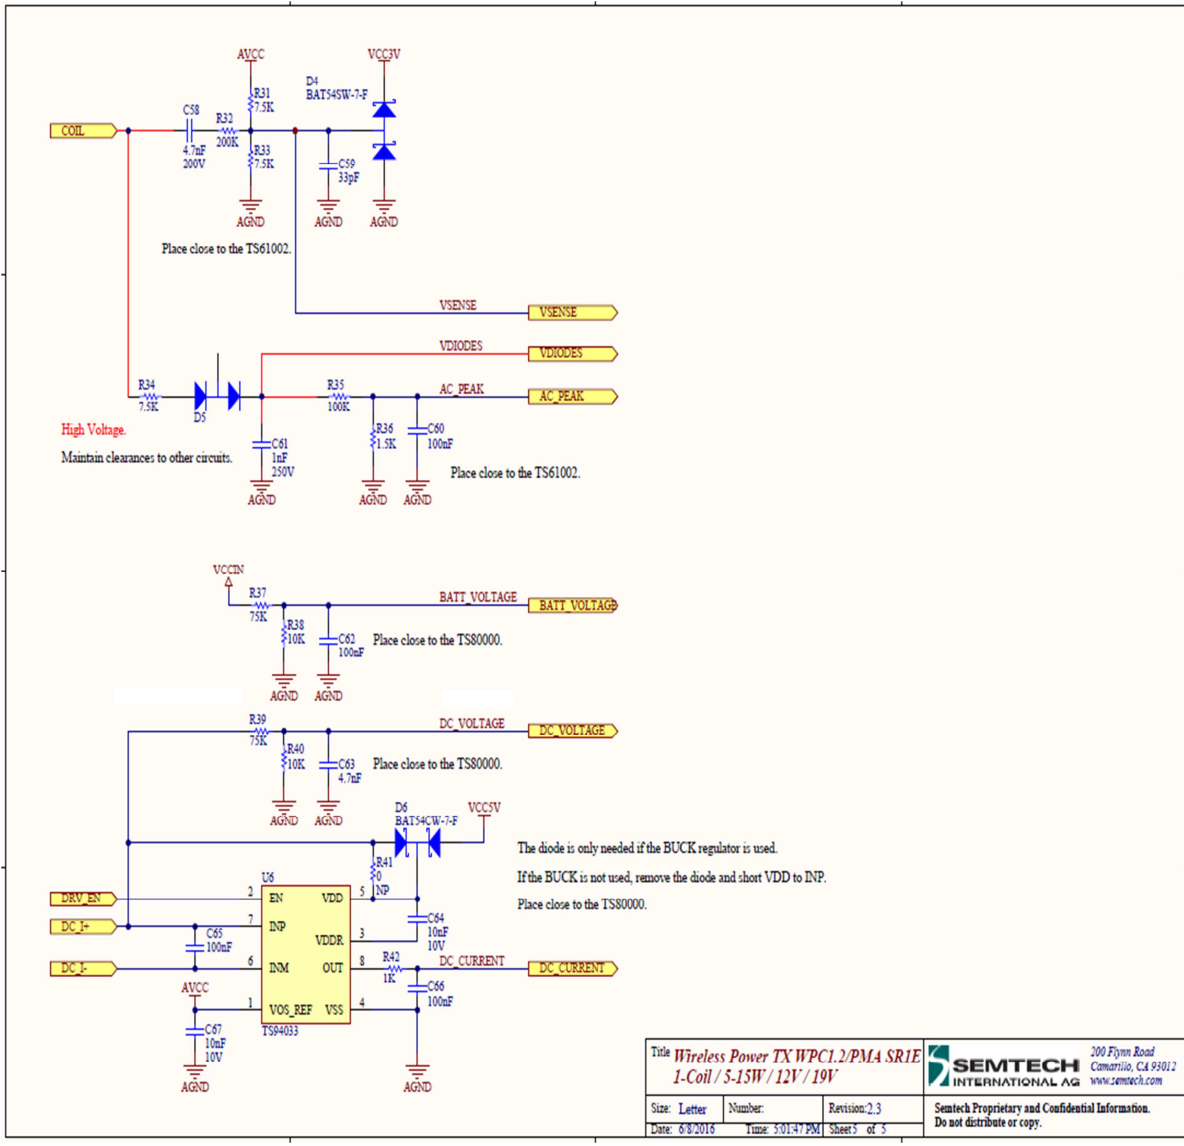 AVCC
VCC3V
D4
BAT54SW-7-F
R31
7.5K
C58
4.7nF
200V
R32
200K
COIL
R33
7.5K
C59
33pF
AGND
AGND
AGND
Place close to the TS61002.
VSENSE
VSENSE
VDIODES
VDIODES
R34
7.5K
D5
R35
100K
AC_PEAK
AC_PEAK
High Voltage.
Maintain clearances to other circuits.
C61
1nF
250V
R36
1.5K
C60
100nF
Place close to the TS61002.
AGND
AGND
AGND
VCCIN
R37
75K
BATT_VOLTAGE
BATT_VOLTAGE
R38
10K
C62
100nF
Place close to the TS80000.
AGND
AGND
R39
75K
DC_VOLTAGE
DC_VOLTAGE
R40
10K
C63
4.7nF
Place close to the TS80000.
AGND
AGND
D6
BAT54CW-7-F
VCC5V
The diode is only needed if the BUCK regulator is used.
If the BUCK is not used, remove the diode and short VDD to INP.
Place close to the TS80000.
R41
0
NP
U6
DRV_EN
2
EN
VDD
5
DC_I+
7
INP
C65
100nF
VDDR
3
C64
10nF
10V
DC_I-
6
INM
OUT
8
R42
1K
DC_CURRENT
DC_CURRENT
C66
100nF
AVCC
1
VOS_REF
VSS
4
TS94033
C67
10nF
10V
AGND
AGND
Title Wireless Power TX WPC1.2/PMA SR1E
1-Coil / 5-15W / 12V / 19V
SEMTECH
INTERNATIONAL AG
200 Flynn Road
Camarillo, CA 93012
www.semtech.com
Size: Letter
Number:
Revision:2.3
Date: 6/8/2016
Time: 5:01:47 PM
Sheet 5 of 5
Semtech Proprietary and Confidential Information.
Do not distribute or copy.